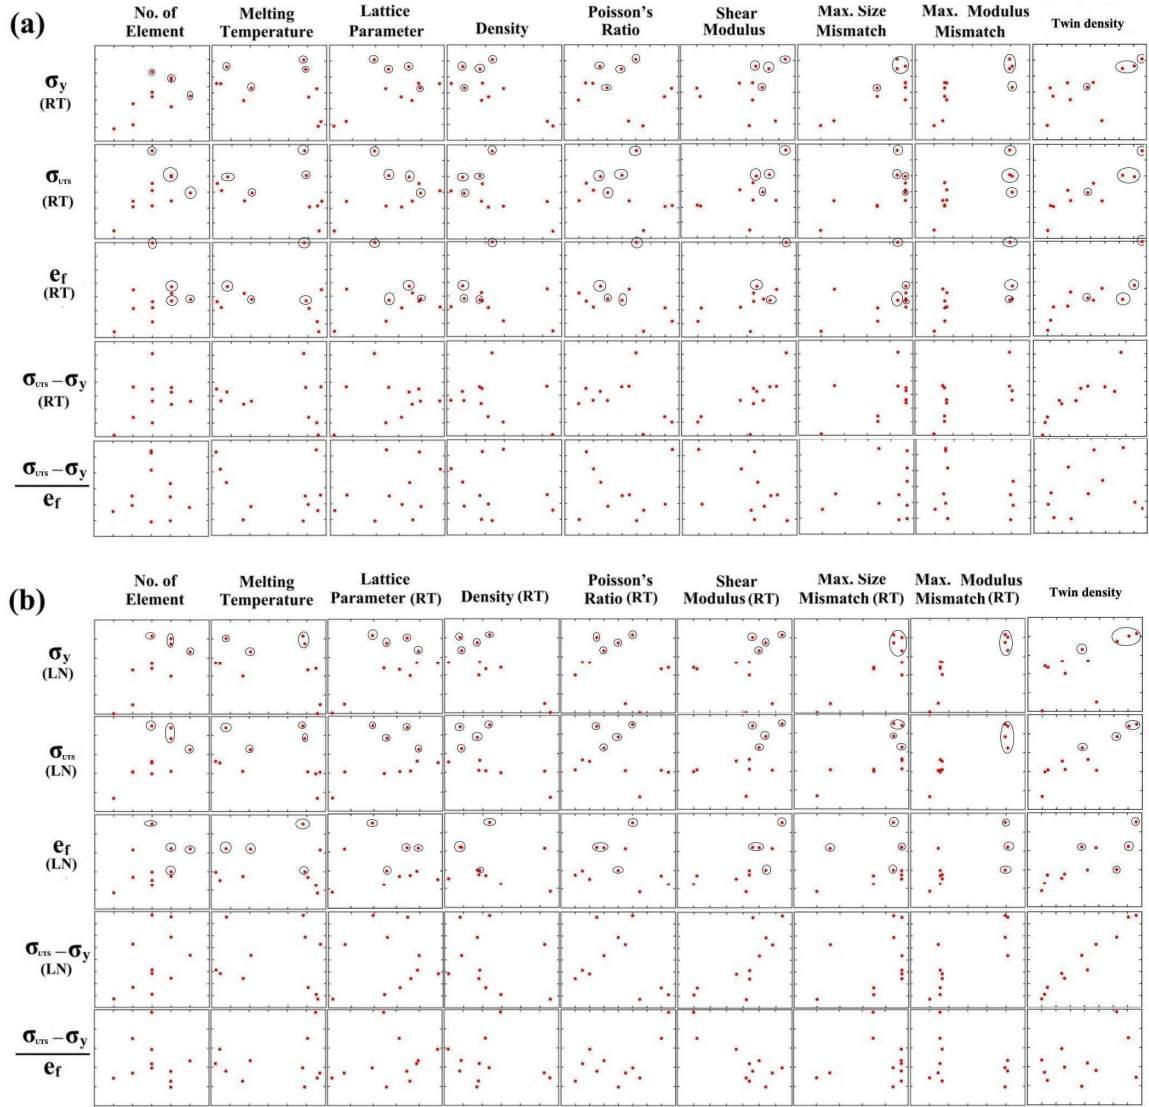 (a)
No. of
Element
Melting
Temperature
Lattice
Parameter
Density
Poisson's
Ratio
Shear
Modulus
Max. Size
Mismatch
Max. Modulus
Mismatch
Twin density
σy
(RT)
σUTS
(RT)
ef
(RT)
σUTS – σy
(RT)
σUTS – σy
ef
(b)
No. of
Element
Melting
Temperature
Lattice
Parameter (RT)
Density (RT)
Poisson's
Ratio (RT)
Shear
Modulus (RT)
Max. Size
Mismatch (RT)
Max. Modulus
Mismatch (RT)
Twin density
σy
(LN)
σUTS
(LN)
ef
(LN)
σUTS – σy
(LN)
σUTS – σy
ef